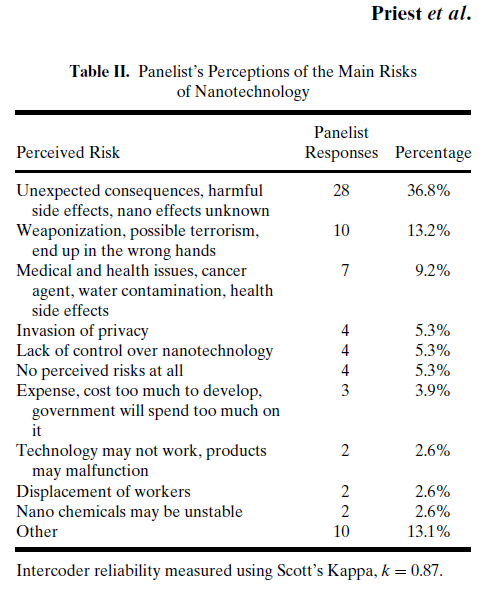 Priest et al.
Table II. Panelist's Perceptions of the Main Risks
of Nanotechnology
Panelist
Perceived Risk Responses Percentage
Unexpected consequences, harmful 28 36.8%
side effects, nano effects unknown
Weaponization, possible terrorism, 10 13.2%
end up in the wrong hands
Medical and health issues, cancer 7 9.2%
agent, water contamination, health
side effects
Invasion of privacy 4 5.3%
Lack of control over nanotechnology 4 5.3%
No perceived risks at all 4 5.3%
Expense, cost too much to develop, 3 3.9%
government will spend too much on
it
Technology may not work, products 2 2.6%
may malfunction
Displacement of workers 2 2.6%
Nano chemicals may be unstable 2 2.6%
Other 10 13.1%
Intercoder reliability measured using Scott's Kappa, k = 0.87.